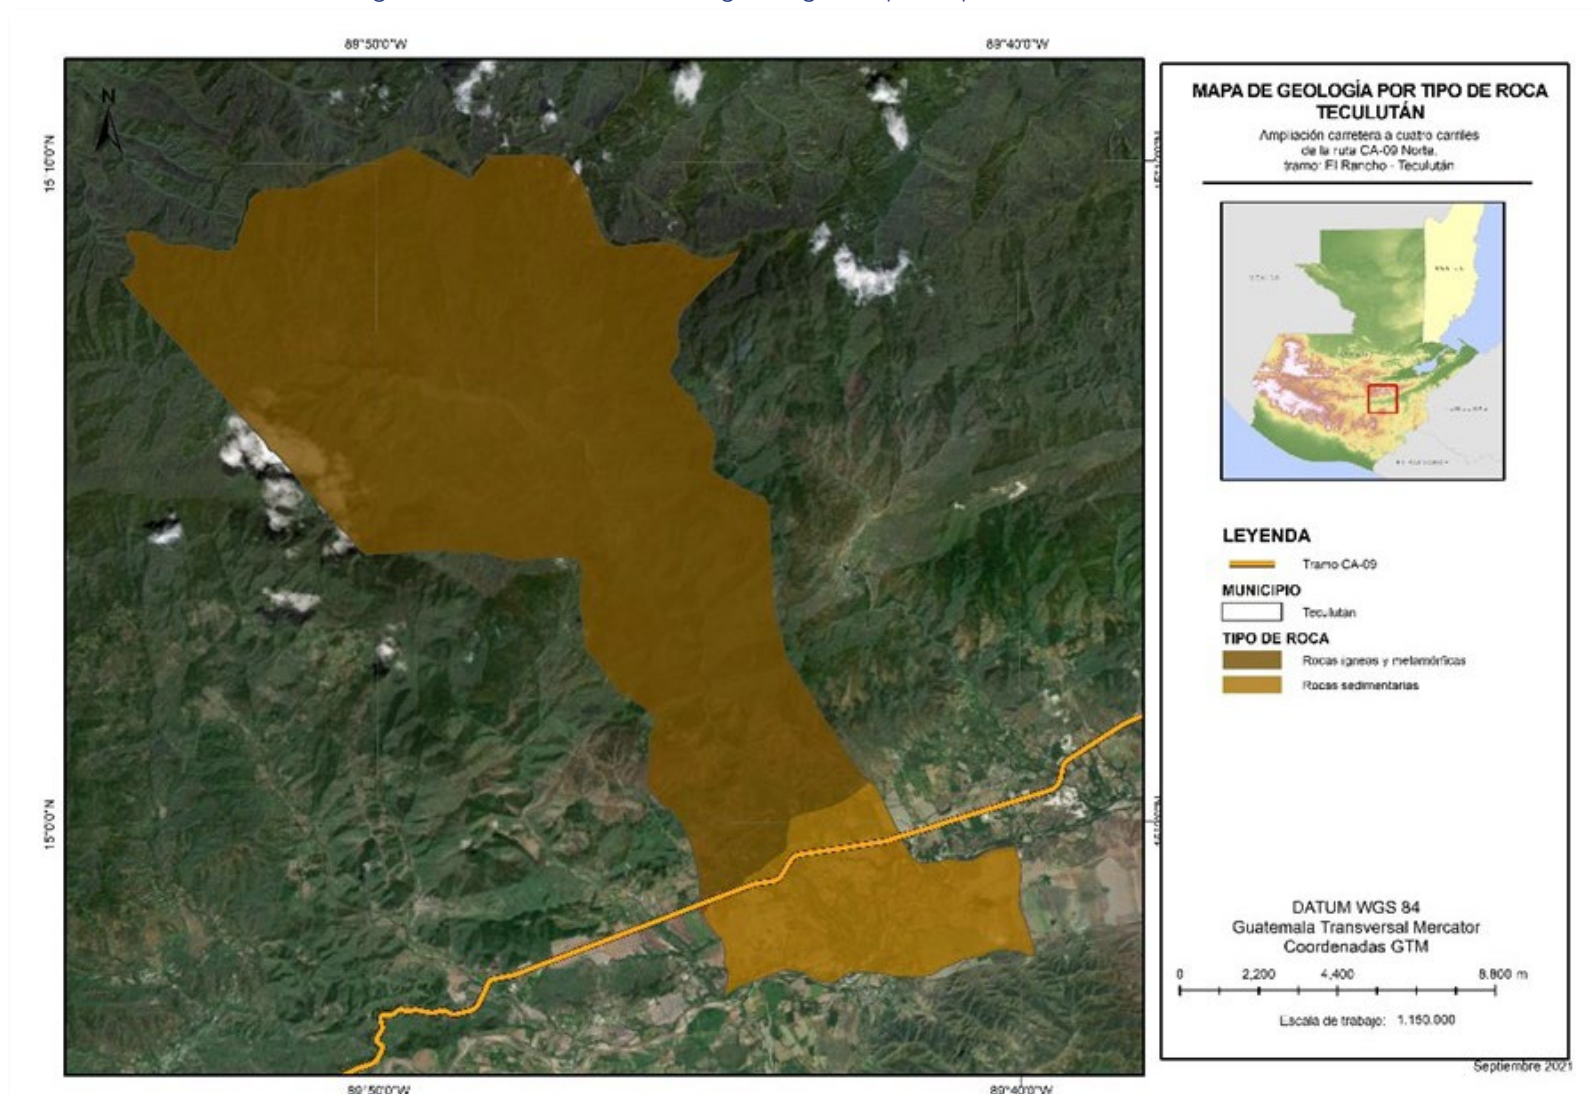 89°50'0"W
89°40'0"W
N
15°10'0"N
15°0'0"N
89°50'0"W
89°40'0"W
MAPA DE GEOLOGÍA POR TIPO DE ROCA
TECULUTÁN
Ampliación carretera a cuatro carriles
de la ruta CA-09 Norte,
tramo: El Rancho - Teculután
LEYENDA
Tramo CA-09
MUNICIPIO
Teculutan
TIPO DE ROCA
Rocas ígneas y metamórficas
Rocas sedimentarias
DATUM WGS 84
Guatemala Transversal Mercator
Coordenadas GTM
0 2,200 4,400 8,800 m
Escala de trabajo: 1:150.000
Septiembre 2021